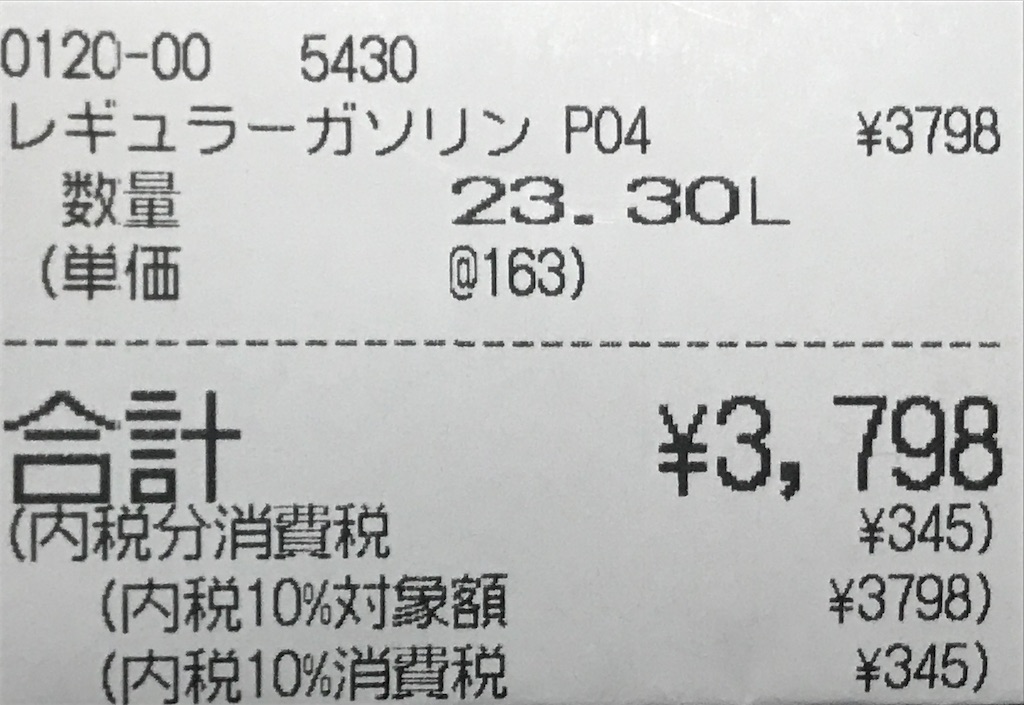 0120-00 5430
レギュラーガソリン P04 ¥3798
数量 23.30L
(単価 @163)
合計 ¥3,798
(内税分消費税 ¥345)
(内税10%対象額 ¥3798)
(内税10%消費税 ¥345)